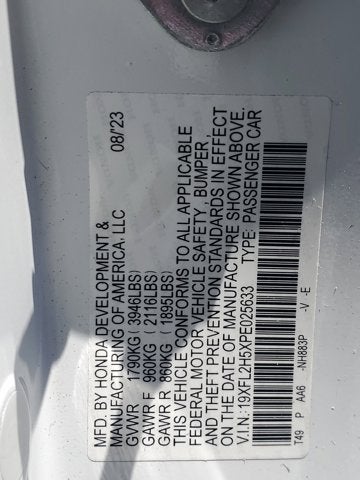 MFD. BY HONDA DEVELOPMENT &
MANUFACTURING OF AMERICA. LLC 08/'23
GVWR 1790KG (3946LBS)
GAWR F 960KG (2116LBS)
GAWR R 860KG (1895LBS)
THIS VEHICLE CONFORMS TO ALL APPLICABLE
FEDERAL MOTOR VEHICLE SAFETY , BUMPER ,
AND THEFT PREVENTION STANDARDS IN EFFECT
ON THE DATE OF MANUFACTURE SHOWN ABOVE.
V.I.N: 19XFL2H5XPE025633 TYPE: PASSENGER CAR
T49 P AA6 -NH883P -V -E